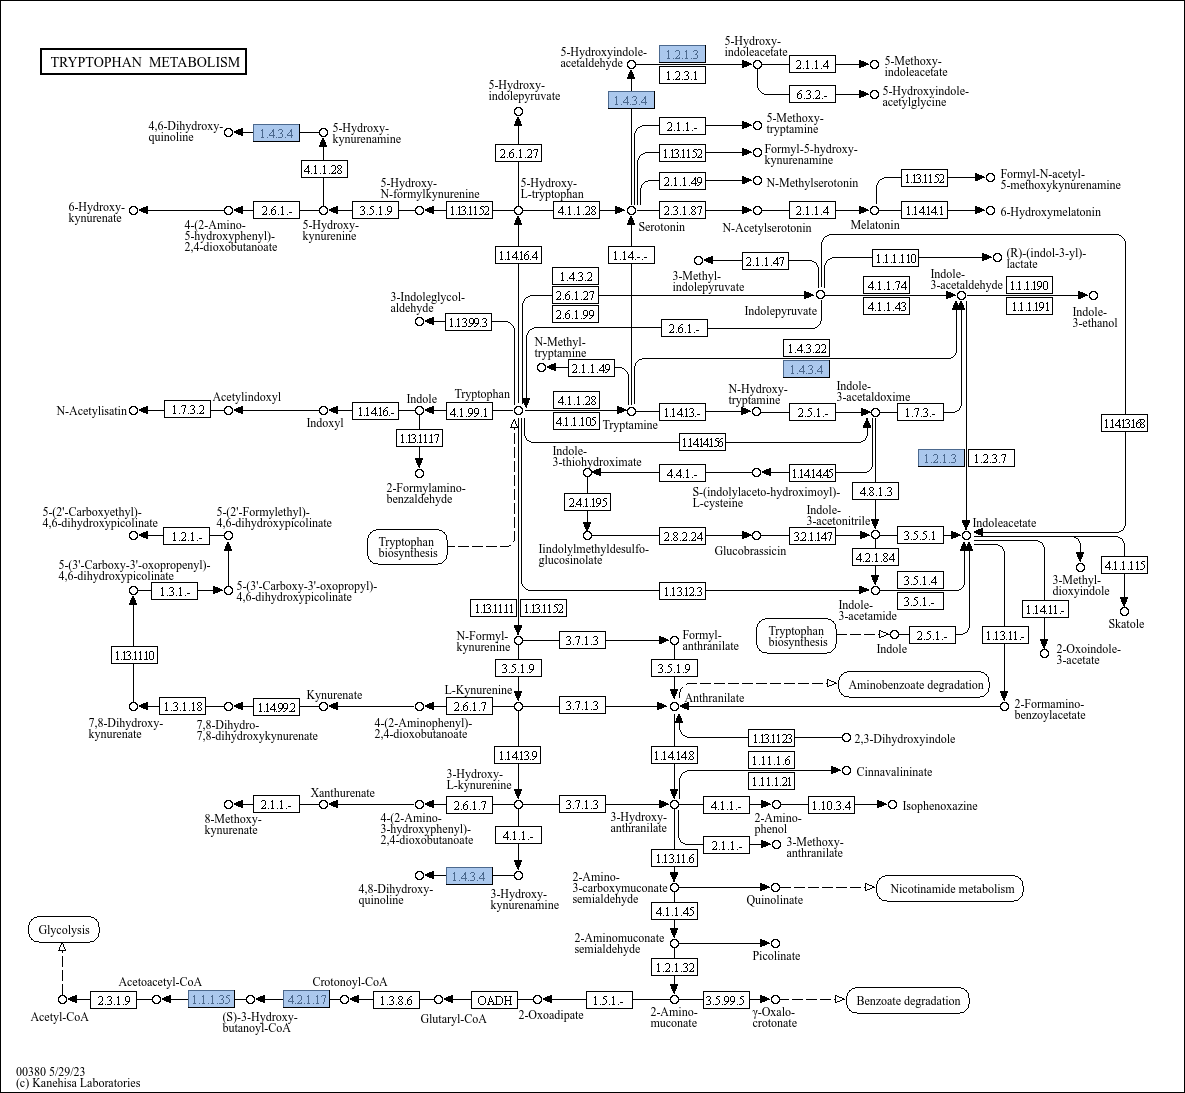 TRYPTOPHAN METABOLISM
5-Hydroxyindole-
acetaldehyde
1.2.1.3
1.2.3.1
5-Hydroxy-
indoleacetate
2.1.1.4
5-Methoxy-
indoleacetate
6.3.2.-
5-Hydroxyindole-
acetylglycine
5-Hydroxy-
indolepyruvate
1.4.3.4
4,6-Dihydroxy-
quinoline
1.4.3.4
5-Hydroxy-
kynurenamine
2.1.1.-
5-Methoxy-
tryptamine
2.6.1.27
1.13.11.52
Formyl-5-hydroxy-
kynurenamine
4.1.1.28
2.1.1.49
N-Methylserotonin
1.13.11.52
Formyl-N-acetyl-
5-methoxykynurenamine
5-Hydroxy-
N-formylkynurenine
5-Hydroxy-
L-tryptophan
6-Hydroxy-
kynurenate
2.6.1.-
3.5.1.9
1.13.11.52
4.1.1.28
2.3.1.87
2.1.1.4
1.14.14.1
6-Hydroxymelatonin
4-(2-Amino-
5-hydroxyphenyl)-
2,4-dioxobutanoate
5-Hydroxy-
kynurenine
Serotonin
N-Acetylserotonin
Melatonin
1.14.16.4
1.14.-.-
2.1.1.47
1.1.1.110
(R)-(indol-3-yl)-
lactate
3-Methyl-
indolepyruvate
1.4.3.2
2.6.1.27
2.6.1.99
Indolepyruvate
4.1.1.74
4.1.1.43
Indole-
3-acetaldehyde
1.1.1.190
1.1.1.191
Indole-
3-ethanol
3-Indoleglycol-
aldehyde
1.13.99.3
2.6.1.-
N-Methyl-
tryptamine
2.1.1.49
1.4.3.22
1.4.3.4
N-Acetylisatin
1.7.3.2
Acetylindoxyl
Indoxyl
1.14.16.-
Indole
4.1.99.1
Tryptophan
4.1.1.28
4.1.1.105
Tryptamine
1.14.13.-
N-Hydroxy-
tryptamine
2.5.1.-
Indole-
3-acetaldoxime
1.7.3.-
1.14.13.168
1.13.11.17
1.14.14.156
2-Formylamino-
benzaldehyde
Indole-
3-thiohydroximate
4.4.1.-
1.14.14.45
S-(indolylaceto-hydroximoyl)-
L-cysteine
1.2.1.3
1.2.3.7
2.4.1.195
4.8.1.3
5-(2'-Carboxyethyl)-
4,6-dihydroxypicolinate
1.2.1.-
5-(2'-Formylethyl)-
4,6-dihydroxypicolinate
Tryptophan
biosynthesis
Iindolylmethyldesulfo-
glucosinolate
2.8.2.24
Glucobrassicin
3.2.1.147
Indole-
3-acetonitrile
3.5.5.1
Indoleacetate
4.2.1.84
4.1.1.115
3-Methyl-
dioxyindole
5-(3'-Carboxy-3'-oxopropenyl)-
4,6-dihydroxypicolinate
1.3.1.-
5-(3'-Carboxy-3'-oxopropyl)-
4,6-dihydroxypicolinate
1.13.12.3
3.5.1.4
3.5.1.-
Indole-
3-acetamide
1.14.11.-
Skatole
1.13.11.11
1.13.11.52
Tryptophan
biosynthesis
Indole
2.5.1.-
1.13.11.-
2-Oxoindole-
3-acetate
1.13.11.10
N-Formyl-
kynurenine
3.7.1.3
Formyl-
anthranilate
3.5.1.9
3.5.1.9
Aminobenzoate degradation
7,8-Dihydroxy-
kynurenate
1.3.1.18
7,8-Dihydro-
7,8-dihydroxykynurenate
1.14.99.2
Kynurenate
4-(2-Aminophenyl)-
2,4-dioxobutanoate
2.6.1.7
L-Kynurenine
3.7.1.3
Anthranilate
2-Formamino-
benzoylacetate
1.13.11.23
2,3-Dihydroxyindole
1.14.13.9
1.14.14.8
1.11.1.6
1.11.1.21
Cinnavalininate
8-Methoxy-
kynurenate
2.1.1.-
Xanthurenate
4-(2-Amino-
3-hydroxyphenyl)-
2,4-dioxobutanoate
2.6.1.7
3-Hydroxy-
L-kynurenine
3.7.1.3
3-Hydroxy-
anthranilate
4.1.1.-
2-Amino-
phenol
1.10.3.4
Isophenoxazine
4.1.1.-
2.1.1.-
3-Methoxy-
anthranilate
1.13.11.6
4,8-Dihydroxy-
quinoline
1.4.3.4
3-Hydroxy-
kynurenamine
2-Amino-
3-carboxymuconate
semialdehyde
Quinolinate
Nicotinamide metabolism
4.1.1.45
Glycolysis
2-Aminomuconate
semialdehyde
Picolinate
1.2.1.32
Acetyl-CoA
2.3.1.9
Acetoacetyl-CoA
1.1.1.35
(S)-3-Hydroxy-
butanoyl-CoA
4.2.1.17
Crotonoyl-CoA
1.3.8.6
Glutaryl-CoA
OADH
2-Oxoadipate
1.5.1.-
2-Amino-
muconate
3.5.99.5
γ-Oxalo-
crotonate
Benzoate degradation
00380 5/29/23
(c) Kanehisa Laboratories